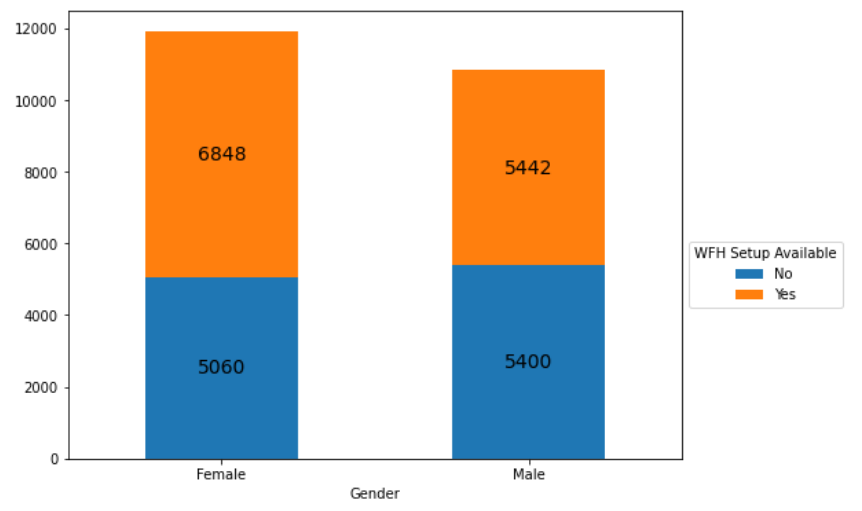 12000
10000
8000
6000
4000
2000
0
6848
5442
5060
5400
Female
Male
Gender
WFH Setup Available
No
Yes